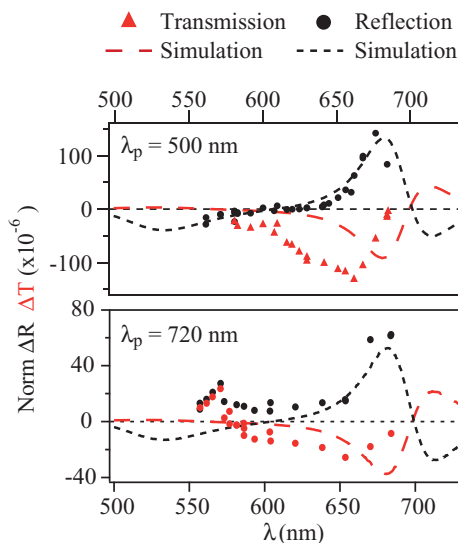 Transmission Reflection
Simulation Simulation
500 550 600 650 700
λp = 500 nm
100
0
-100
Norm ΔR ΔT (x10-6)
80
λp = 720 nm
40
0
-40
500 550 600 650 700
λ(nm)